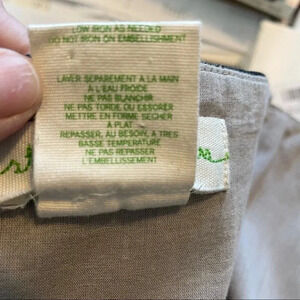 LOW IRON AS NEEDED
DO NOT IRON ON EMBELLISHMENT
LAVER SEPAREMENT A LA MAIN
A L'EAU FROIDE
NE PAS BLANCHIR
NE PAS TORDE OU ESSORER
METTRE EN FORME SECHER
A PLAT
REPASSER, AU BESOIN, A TRES
BASSE TEMPERATURE
NE PAS REPASSER
L'EMBELLISSEMENT